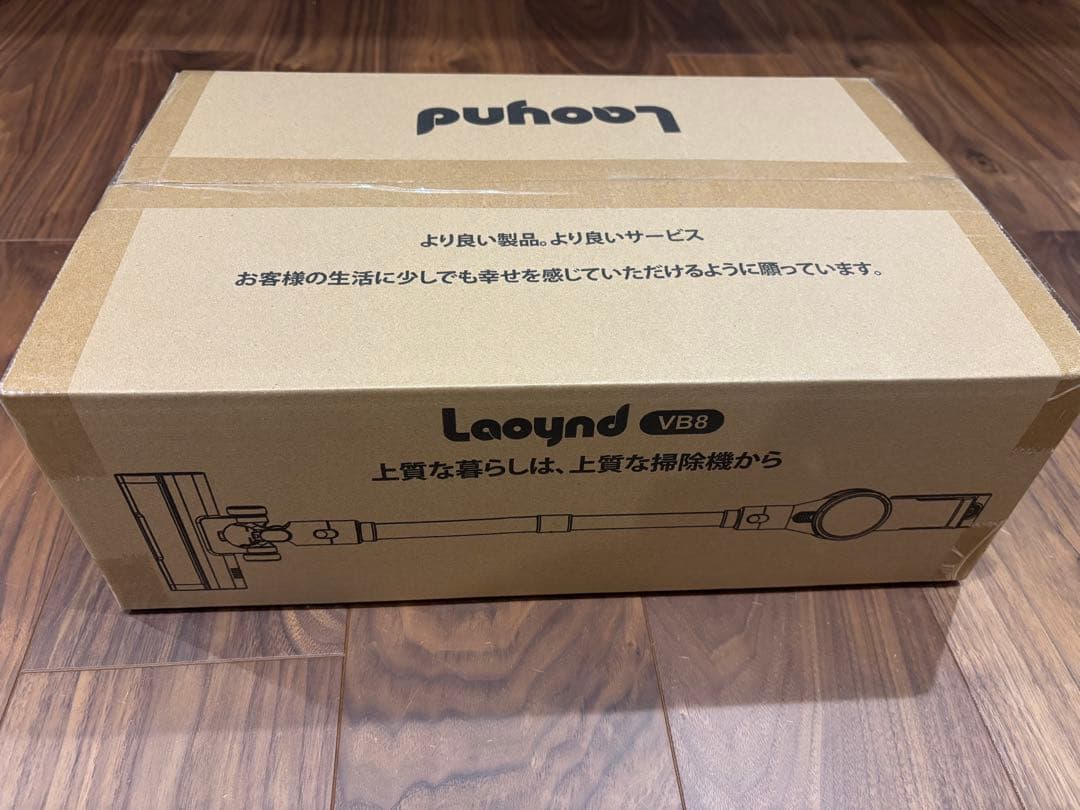 Laoynd
より良い製品。より良いサービス
お客様の生活に少しでも幸せを感じていただけるように願っています。
Laoynd VB8
上質な暮らしは、上質な掃除機から